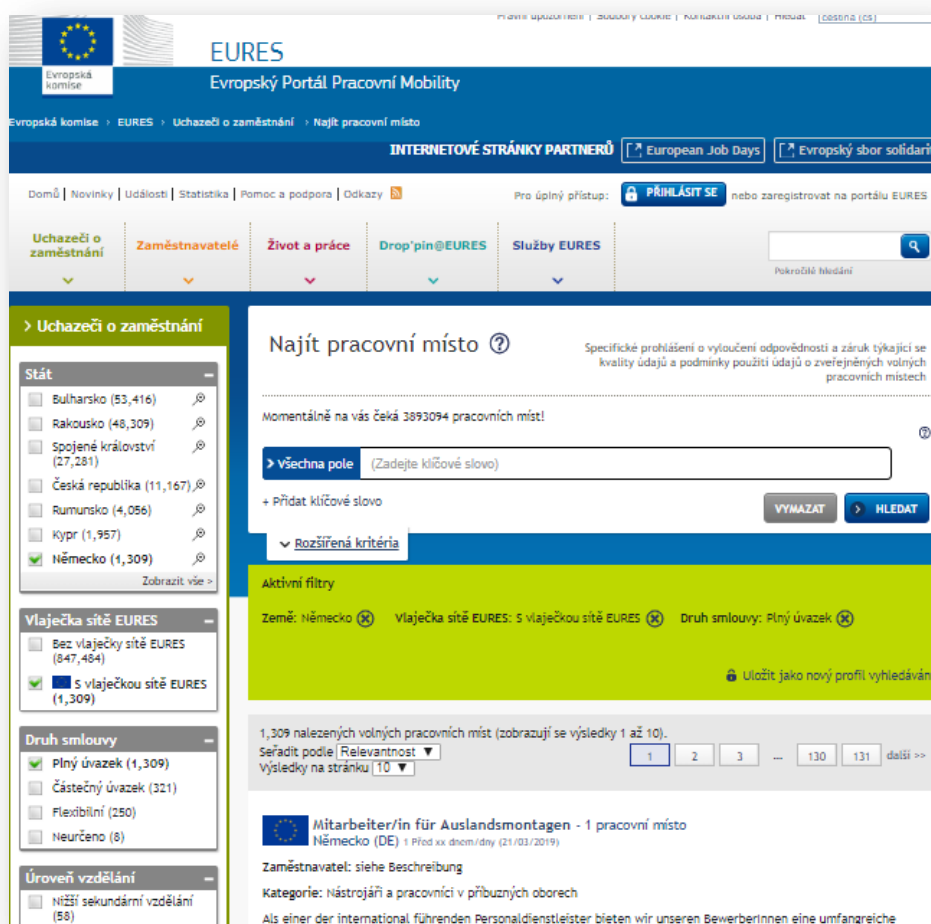 Právní upozornění | Soubory cookie | Kontaktní osoba | Hledat čeština (cs)
Evropská
komise
EURES
Evropský Portál Pracovní Mobility
Evropská komise > EURES > Uchazeči o zaměstnání > Najít pracovní místo
INTERNETOVÉ STRÁNKY PARTNERŮ European Job Days Evropský sbor solidarit
Domů | Novinky | Události | Statistika | Pomoc a podpora | Odkazy
Pro úplný přístup: PŘIHLÁSIT SE nebo zaregistrovat na portálu EURES
Uchazeči o
zaměstnání
Zaměstnavatelé
Život a práce
Drop'pin@EURES
Služby EURES
Pokročilé hledání
> Uchazeči o zaměstnání
Stát –
Bulharsko (53,416)
Rakousko (48,309)
Spojené království
(27,281)
Česká republika (11,167)
Rumunsko (4,056)
Kypr (1,957)
Německo (1,309)
Zobrazit vše >
Vlaječka sítě EURES –
Bez vlaječky sítě EURES
(847,484)
S vlaječkou sítě EURES
(1,309)
Druh smlouvy –
Plný úvazek (1,309)
Částečný úvazek (321)
Flexibilní (250)
Neurčeno (8)
Úroveň vzdělání –
Nižší sekundární vzdělání
(58)
Najít pracovní místo ?
Specifické prohlášení o vyloučení odpovědnosti a záruk týkající se
kvality údajů a podmínky použití údajů o zveřejněných volných
pracovních místech
Momentálně na vás čeká 3893094 pracovních míst!
?
> Všechna pole (Zadejte klíčové slovo)
+ Přidat klíčové slovo
VYMAZAT > HLEDAT
Rozšířená kritéria
Aktivní filtry
Země: Německo Vlaječka sítě EURES: S vlaječkou sítě EURES Druh smlouvy: Plný úvazek
Uložit jako nový profil vyhledáván
1,309 nalezených volných pracovních míst (zobrazují se výsledky 1 až 10).
Seřadit podle Relevantnost ▼
Výsledky na stránku 10 ▼
1 2 3 ... 130 131 další >>
Mitarbeiter/in für Auslandsmontagen - 1 pracovní místo
Německo (DE) 1 Před xx dnem/dny (21/03/2019)
Zaměstnavatel: siehe Beschreibung
Kategorie: Nástrojáři a pracovníci v příbuzných oborech
Als einer der international führenden Personaldienstleister bieten wir unseren BewerberInnen eine umfangreiche